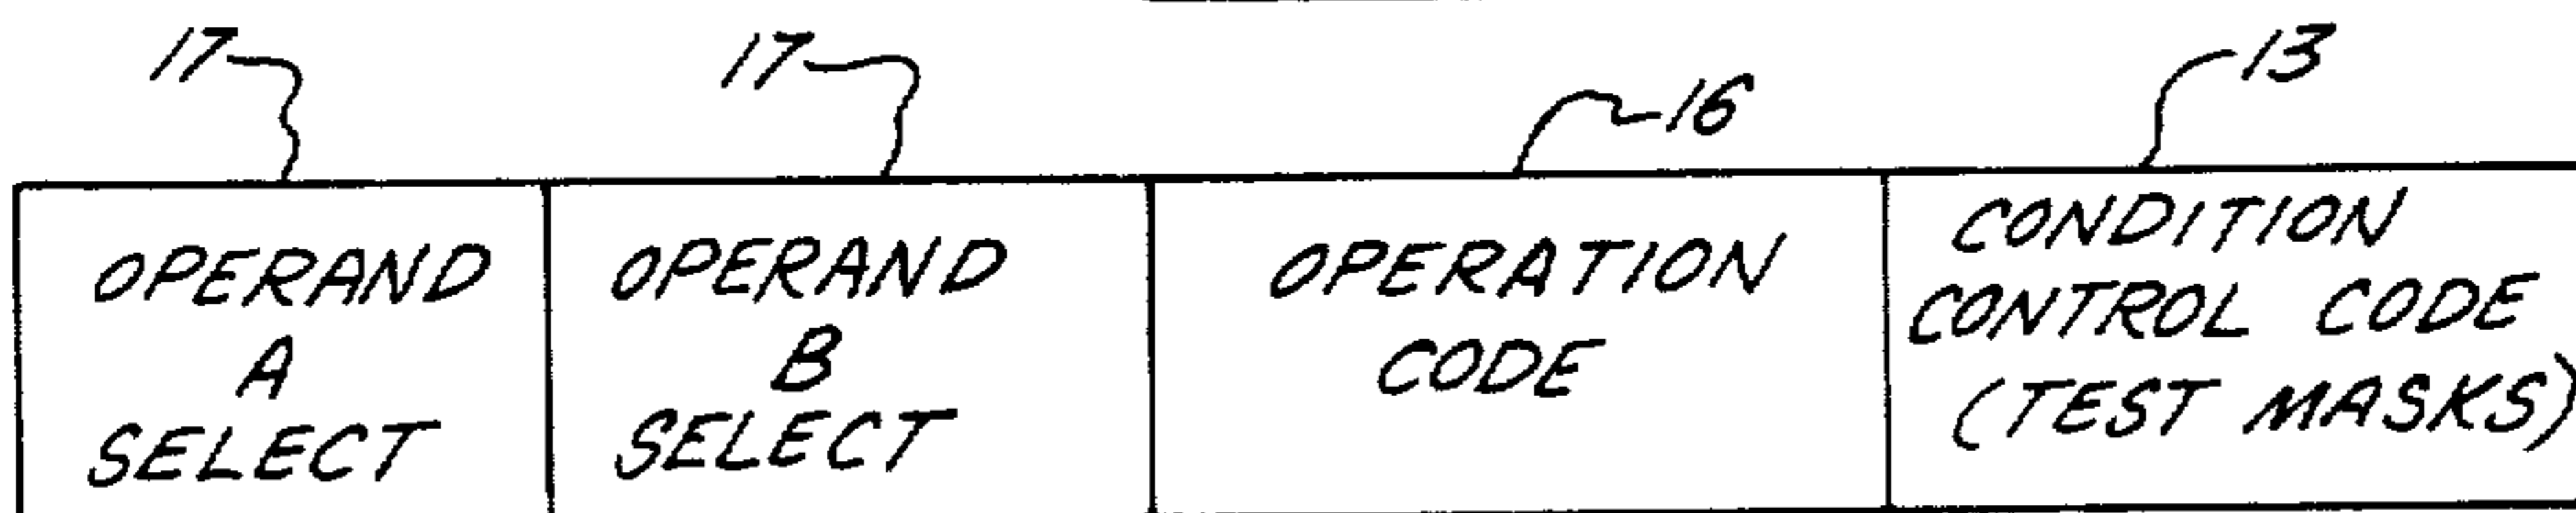 17
17
16
13
OPERAND
A
SELECT
OPERAND
B
SELECT
OPERATION
CODE
CONDITION
CONTROL CODE
(TEST MASKS)